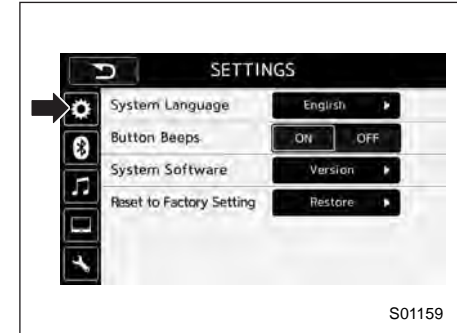 SETTINGS
System Language English
Button Beeps ON OFF
System Software Version
Reset to Factory Setting Restore
S01159